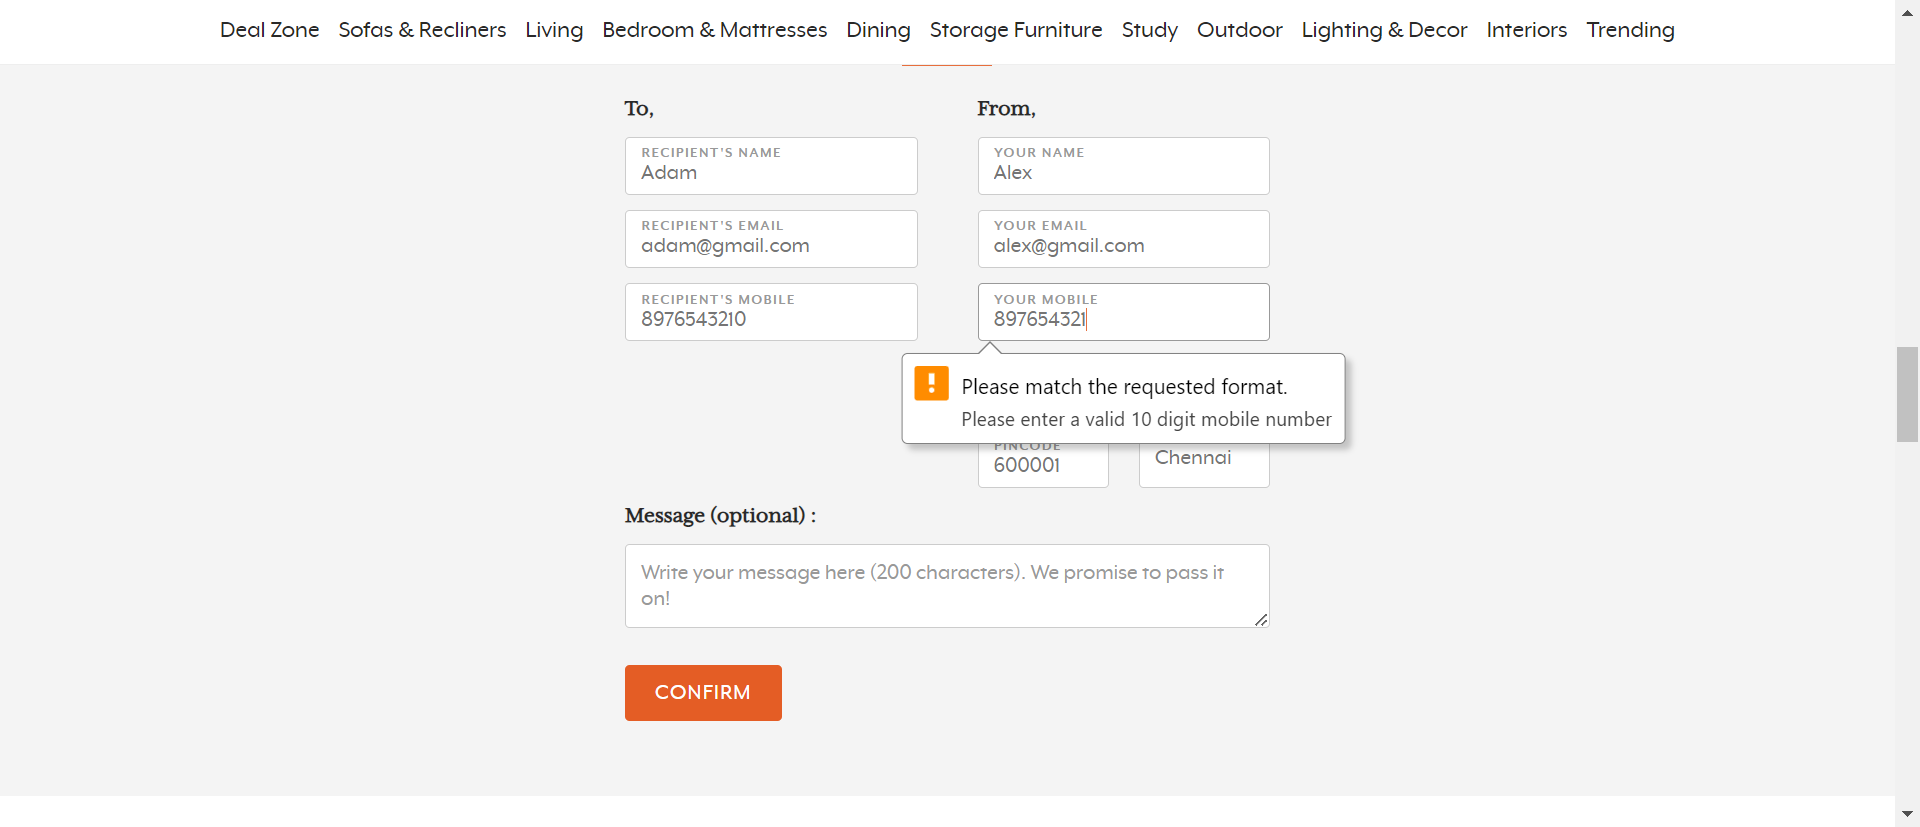 Deal Zone Sofas & Recliners Living Bedroom & Mattresses Dining Storage Furniture Study Outdoor Lighting & Decor Interiors Trending
To,
RECIPIENT'S NAME
Adam
RECIPIENT'S EMAIL
adam@gmail.com
RECIPIENT'S MOBILE
8976543210
From,
YOUR NAME
Alex
YOUR EMAIL
alex@gmail.com
YOUR MOBILE
897654321
Please match the requested format.
Please enter a valid 10 digit mobile number
PINCODE
600001
Chennai
Message (optional) :
Write your message here (200 characters). We promise to pass it
on!
CONFIRM